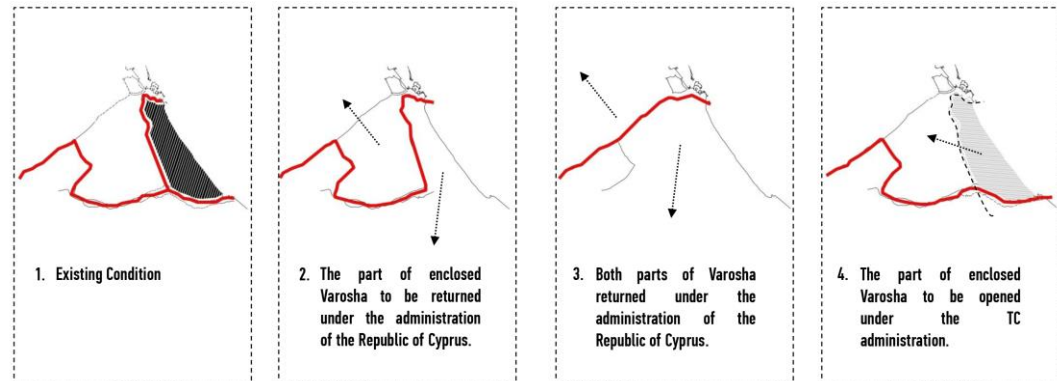 1. Existing Condition
2. The part of enclosed
Varosha to be returned
under the administration
of the Republic of Cyprus.
3. Both parts of Varosha
returned under the
administration of the
Republic of Cyprus.
4. The part of enclosed
Varosha to be opened
under the TC
administration.